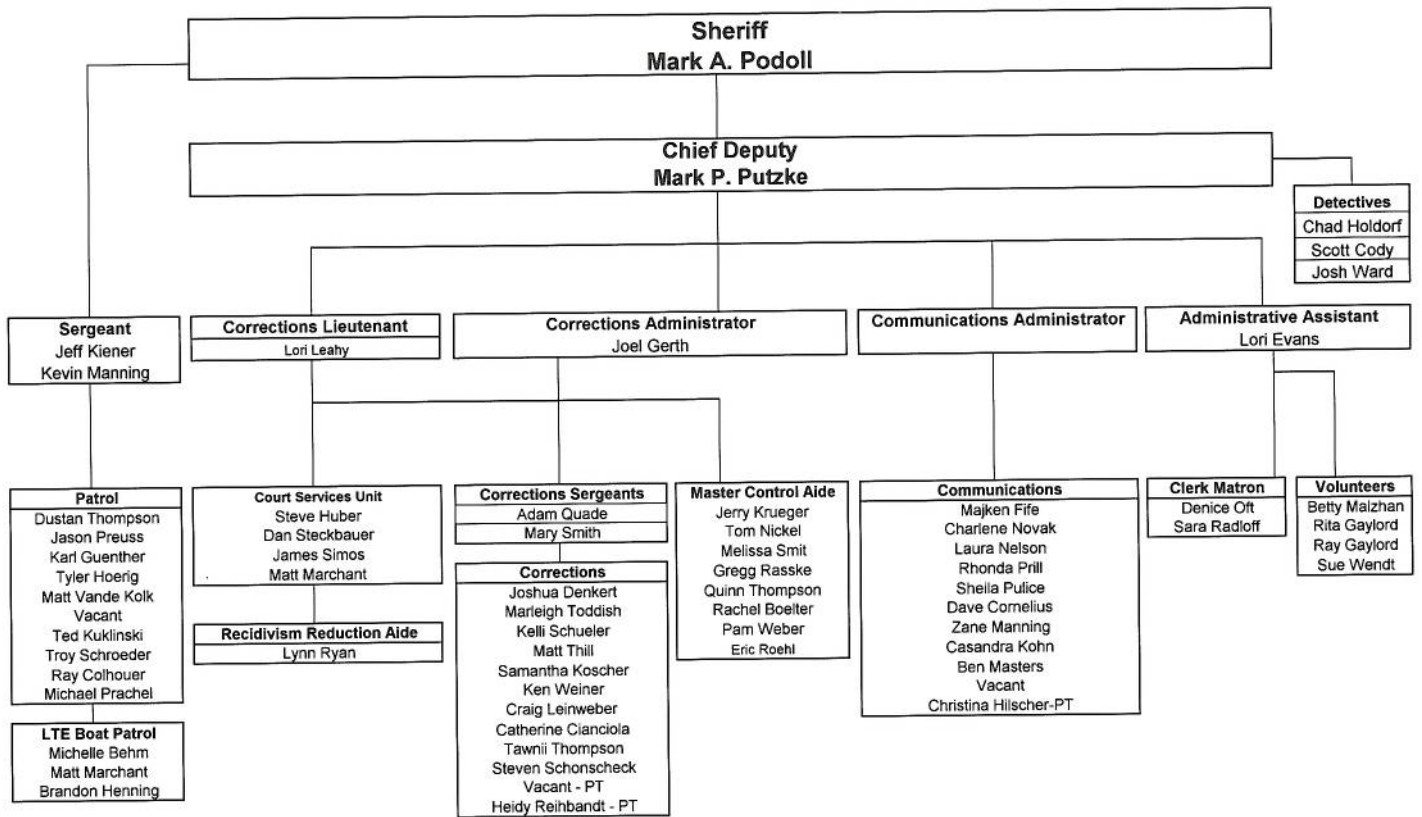 Sheriff
Mark A. Podoll
Chief Deputy
Mark P. Putzke
Detectives
Chad Holdorf
Scott Cody
Josh Ward
Sergeant
Jeff Kiener
Kevin Manning
Corrections Lieutenant
Lori Leahy
Corrections Administrator
Joel Gerth
Communications Administrator
Administrative Assistant
Lori Evans
Patrol
Dustan Thompson
Jason Preuss
Karl Guenther
Tyler Hoerig
Matt Vande Kolk
Vacant
Ted Kuklinski
Troy Schroeder
Ray Colhouer
Michael Prachel
LTE Boat Patrol
Michelle Behm
Matt Marchant
Brandon Henning
Court Services Unit
Steve Huber
Dan Steckbauer
James Simos
Matt Marchant
Recidivism Reduction Aide
Lynn Ryan
Corrections Sergeants
Adam Quade
Mary Smith
Corrections
Joshua Denkert
Marleigh Toddish
Kelli Schueler
Matt Thill
Samantha Koscher
Ken Weiner
Craig Leinweber
Catherine Cianciola
Tawnii Thompson
Steven Schonscheck
Vacant - PT
Heidy Reihbandt - PT
Master Control Aide
Jerry Krueger
Tom Nickel
Melissa Smit
Gregg Rasske
Quinn Thompson
Rachel Boelter
Pam Weber
Eric Roehl
Communications
Majken Fife
Charlene Novak
Laura Nelson
Rhonda Prill
Sheila Pulice
Dave Cornelius
Zane Manning
Casandra Kohn
Ben Masters
Vacant
Christina Hilscher-PT
Clerk Matron
Denice Oft
Sara Radloff
Volunteers
Betty Malzhan
Rita Gaylord
Ray Gaylord
Sue Wendt